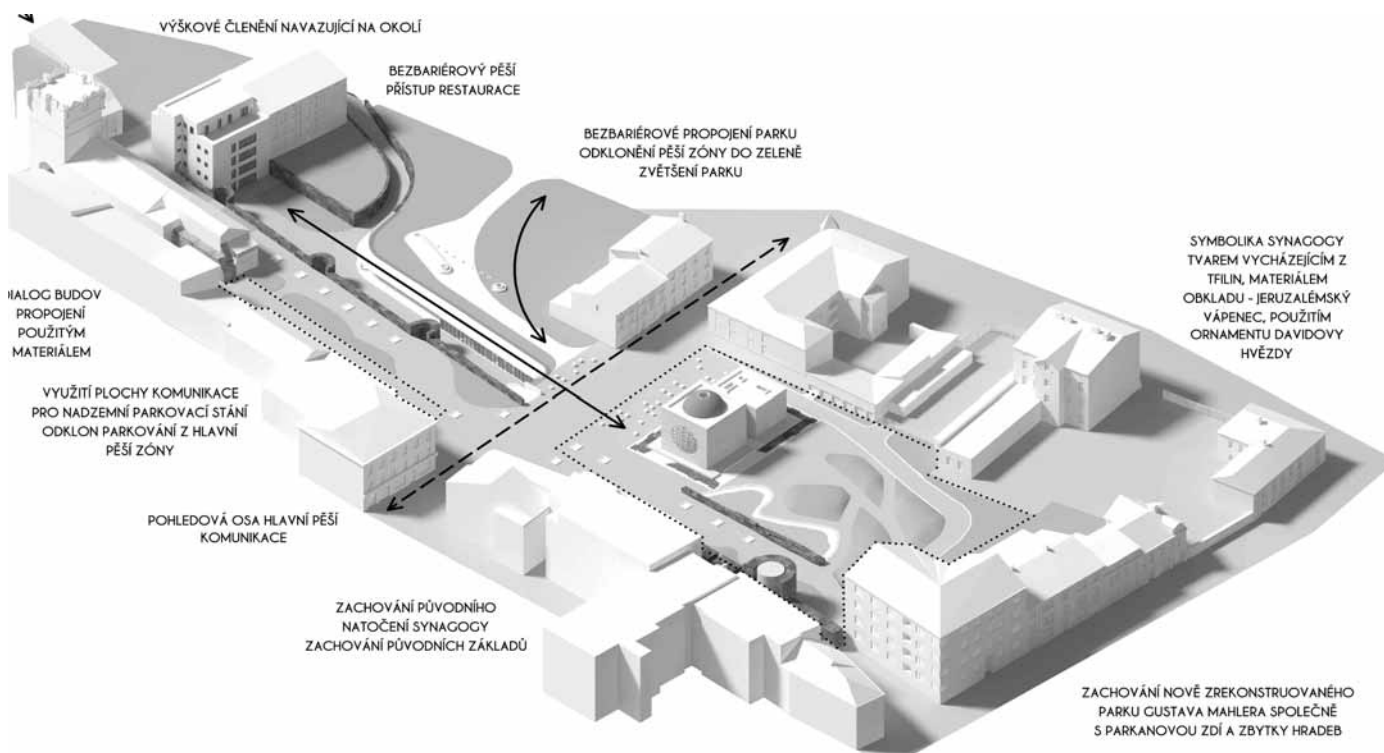 VÝŠKOVÉ ČLENĚNÍ NAVAZUJÍCÍ NA OKOLÍ
BEZBARIÉROVÝ PĚŠÍ
PŘÍSTUP RESTAURACE
BEZBARIÉROVÉ PROPOJENÍ PARKU
ODKLONĚNÍ PĚŠÍ ZÓNY DO ZELENĚ
ZVĚTŠENÍ PARKU
SYMBOLIKA SYNAGOGY
TVAREM VYCHÁZEJÍCÍM Z
TFILIN, MATERIÁLEM
OBKLADU - JERUZALÉMSKÝ
VÁPENEC, POUŽITÍM
ORNAMENTU DAVIDOVY
HVĚZDY
IALOG BUDOV
PROPOJENÍ
POUŽITÝM
MATERIÁLEM
VYUŽITÍ PLOCHY KOMUNIKACE
PRO NADZEMNÍ PARKOVACÍ STÁNÍ
ODKLON PARKOVÁNÍ Z HLAVNÍ
PĚŠÍ ZÓNY
POHLEDOVÁ OSA HLAVNÍ PĚŠÍ
KOMUNIKACE
ZACHOVÁNÍ PŮVODNÍHO
NATOČENÍ SYNAGOGY
ZACHOVÁNÍ PŮVODNÍCH ZÁKLADŮ
ZACHOVÁNÍ NOVĚ ZREKONSTRUOVANÉHO
PARKU GUSTAVA MAHLERA SPOLEČNĚ
S PARKANOVOU ZDÍ A ZBYTKY HRADEB